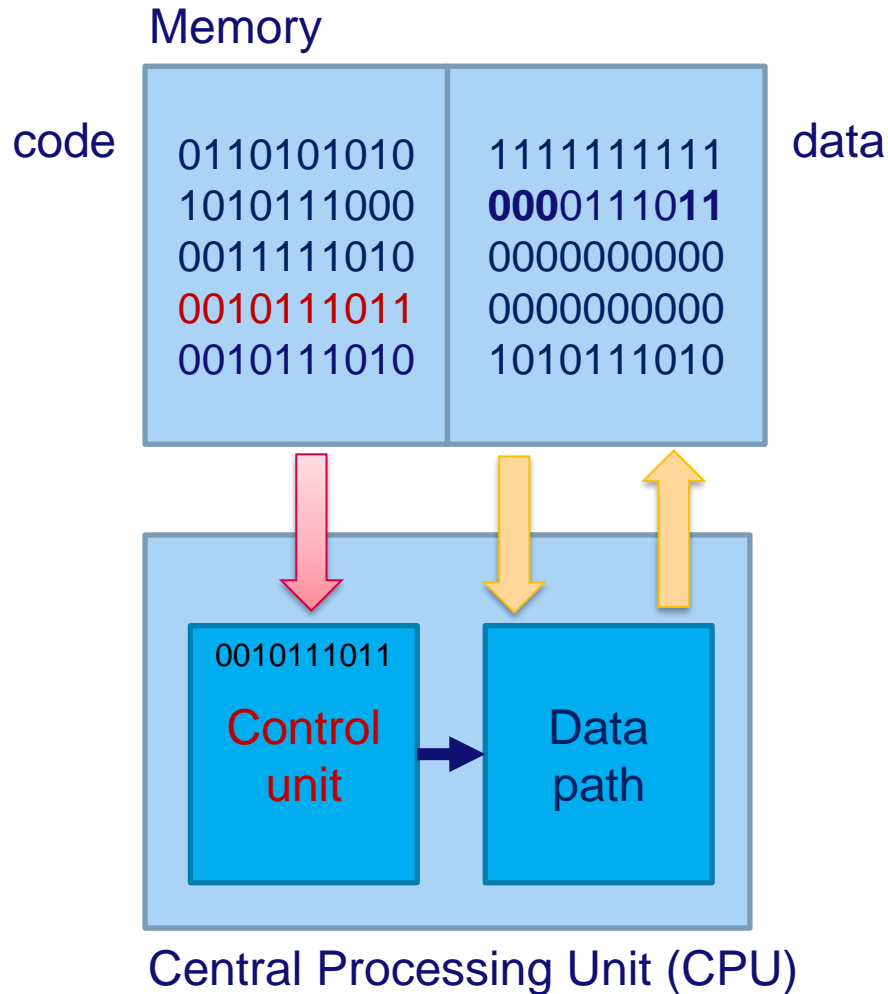 Memory
code
0110101010
1010111000
0011111010
0010111011
0010111010
1111111111
0000111011
0000000000
0000000000
1010111010
data
0010111011
Control
unit
Data
path
Central Processing Unit (CPU)